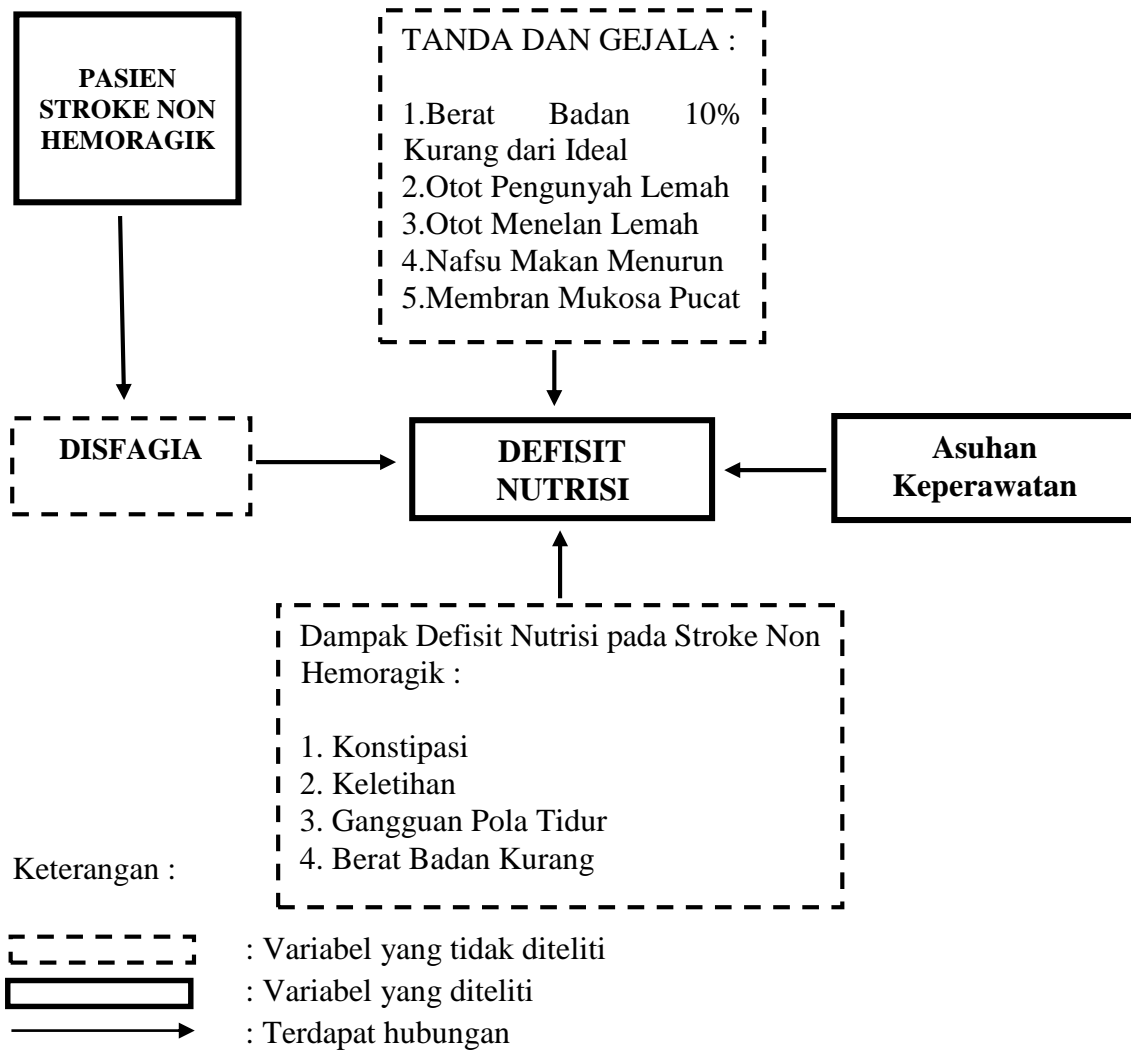 PASIEN
STROKE NON
HEMORAGIK
TANDA DAN GEJALA :
1.Berat Badan 10%
Kurang dari Ideal
2.Otot Pengunyah Lemah
3.Otot Menelan Lemah
4.Nafsu Makan Menurun
5.Membran Mukosa Pucat
DISFAGIA
DEFISIT
NUTRISI
Asuhan
Keperawatan
Dampak Defisit Nutrisi pada Stroke Non
Hemoragik :
1. Konstipasi
2. Keletihan
3. Gangguan Pola Tidur
4. Berat Badan Kurang
Keterangan :
: Variabel yang tidak diteliti
: Variabel yang diteliti
: Terdapat hubungan